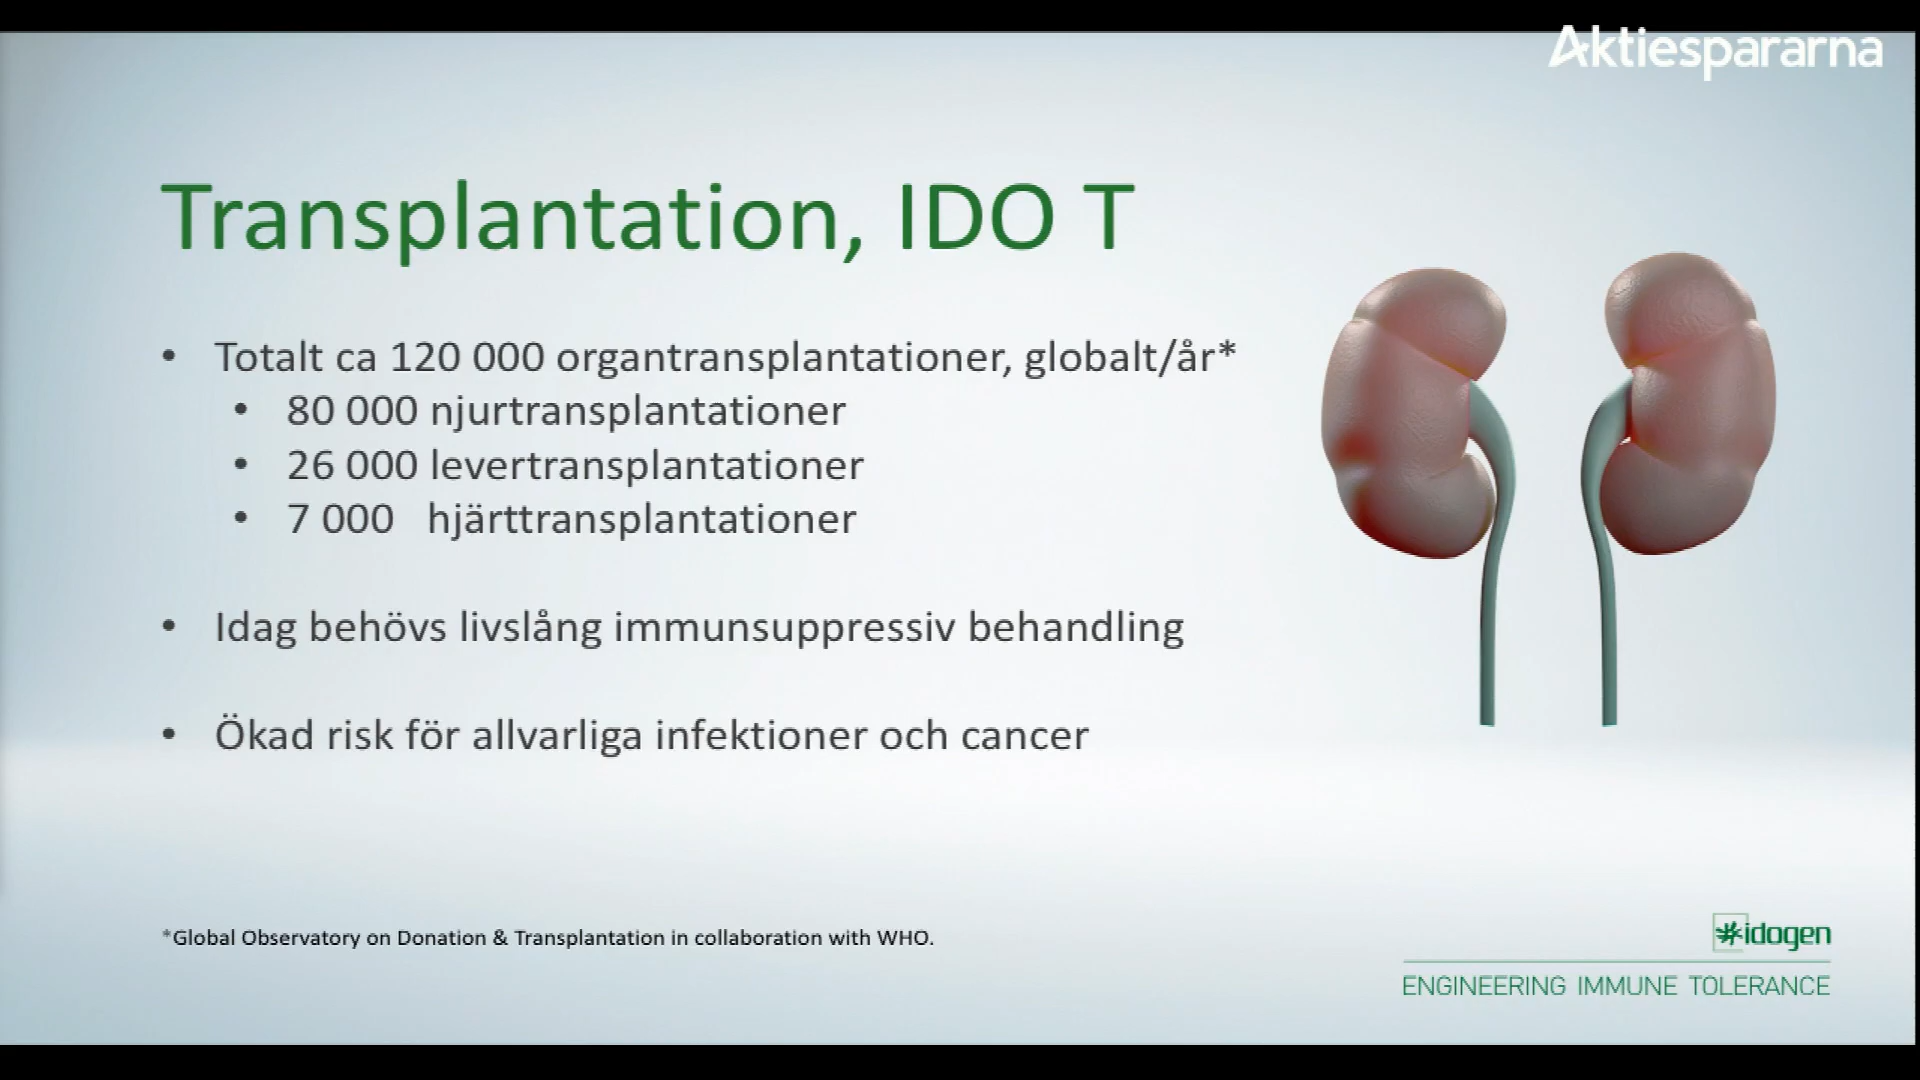 Aktiespararna
Transplantation, IDO T
• Totalt ca 120 000 organtransplantationer, globalt/år*
• 80 000 njurtransplantationer
• 26 000 levertransplantationer
• 7 000 hjärttransplantationer
• Idag behövs livslång immunsuppressiv behandling
• Ökad risk för allvarliga infektioner och cancer
*Global Observatory on Donation & Transplantation in collaboration with WHO.
idogen
ENGINEERING IMMUNE TOLERANCE